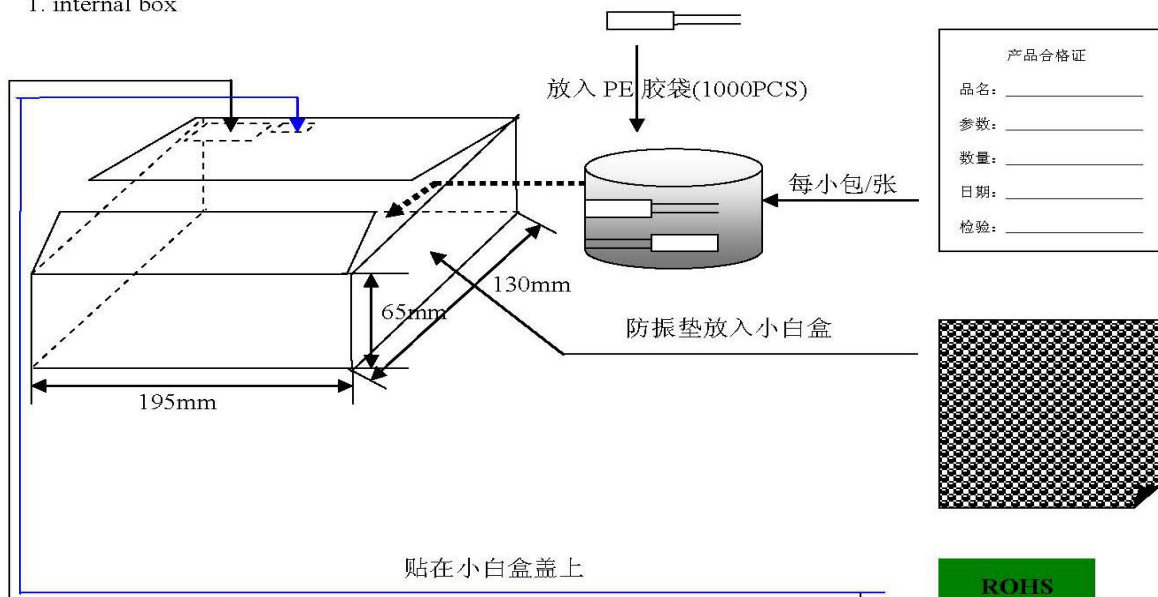 1. internal box
放入 PE 胶袋(1000PCS)
产品合格证
品名：
参数：
数量：
日期：
检验：
每小包/张
130mm
65mm
防振垫放入小白盒
195mm
贴在小白盒盖上
ROHS